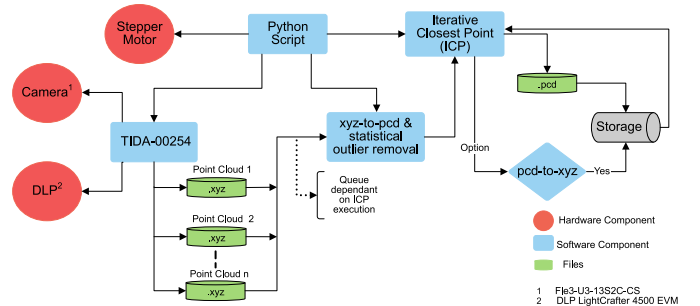 Stepper
Motor
Python
Script
Iterative
Closest Point
(ICP)
Camera1
.pcd
TIDA-00254
xyz-to-pcd &
statistical
outlier removal
Storage
Point Cloud 1
.xyz
Option
DLP2
pcd-to-xyz
Yes
Queue
dependant
on ICP
execution
Point Cloud 2
.xyz
Hardware Component
Software Component
Point Cloud n
.xyz
Files
1 Fle3-U3-13S2C-CS
2 DLP LightCrafter 4500 EVM